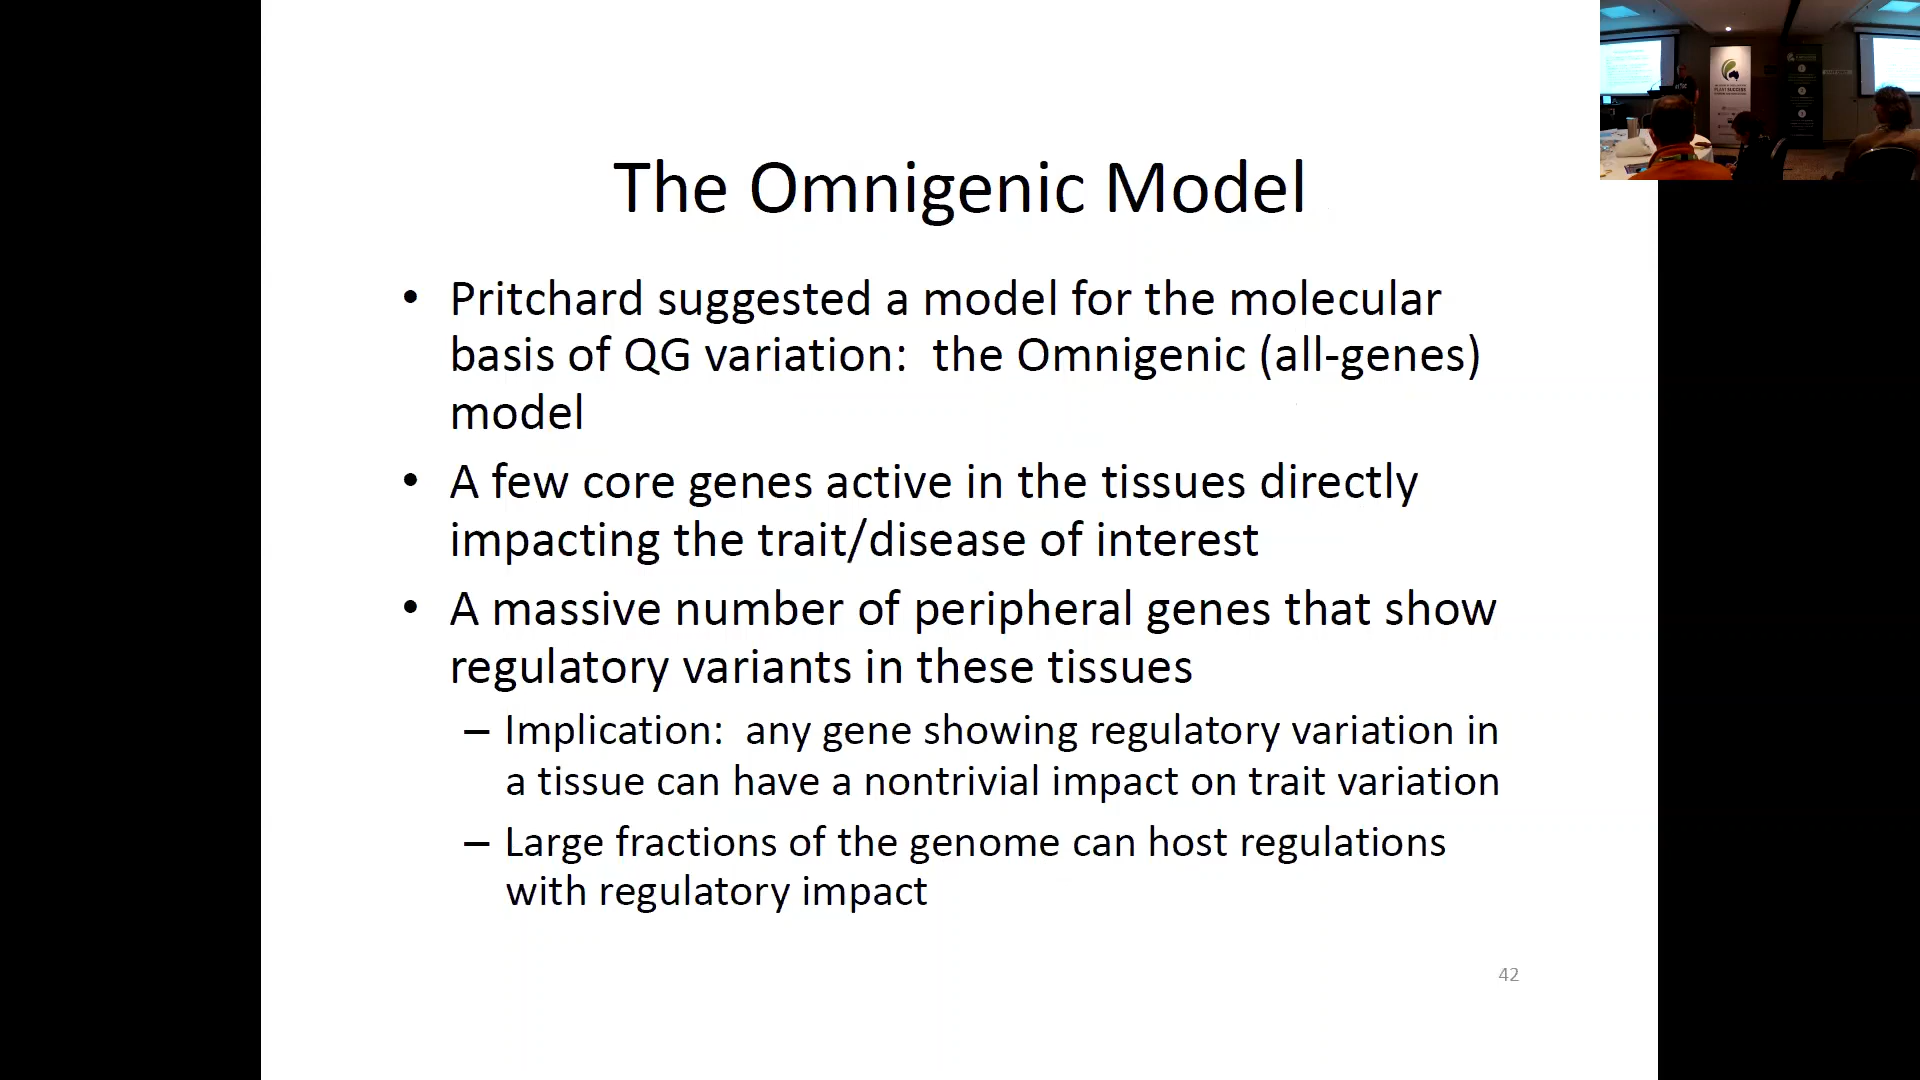 The Omnigenic Model
• Pritchard suggested a model for the molecular
basis of QG variation: the Omnigenic (all-genes)
model
• A few core genes active in the tissues directly
impacting the trait/disease of interest
• A massive number of peripheral genes that show
regulatory variants in these tissues
– Implication: any gene showing regulatory variation in
a tissue can have a nontrivial impact on trait variation
– Large fractions of the genome can host regulations
with regulatory impact
42
PLANT SUCCESS